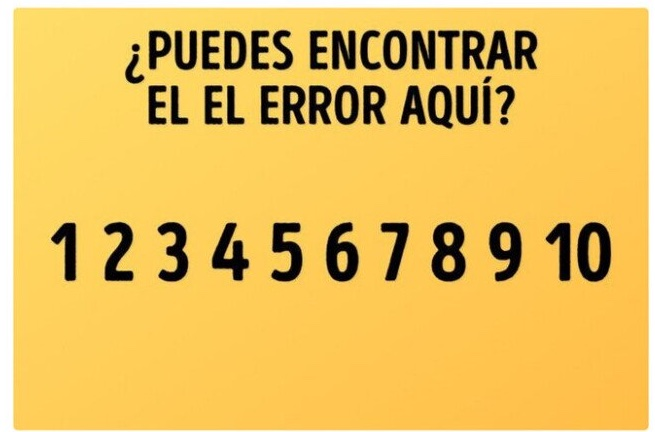 ¿PUEDES ENCONTRAR
EL EL ERROR AQUÍ?
1 2 3 4 5 6 7 8 9 10